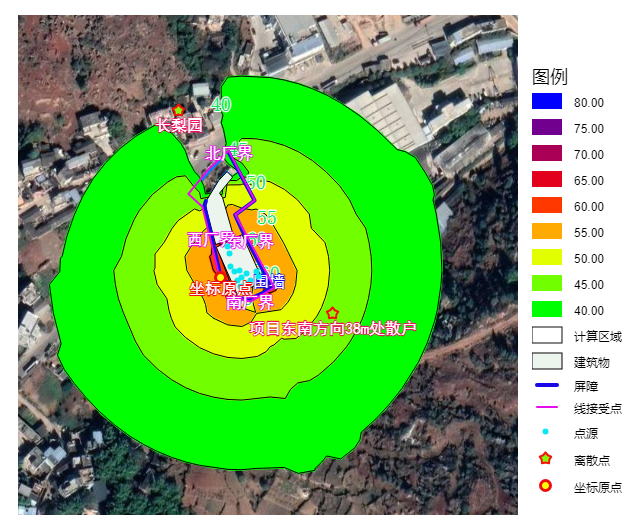 40
长梨园
北厂界
50
55
西厂界
东厂界
坐标原点
围墙
南厂界
项目东南方向38m处散户
图例
80.00
75.00
70.00
65.00
60.00
55.00
50.00
45.00
40.00
计算区域
建筑物
屏障
线接受点
点源
离散点
坐标原点